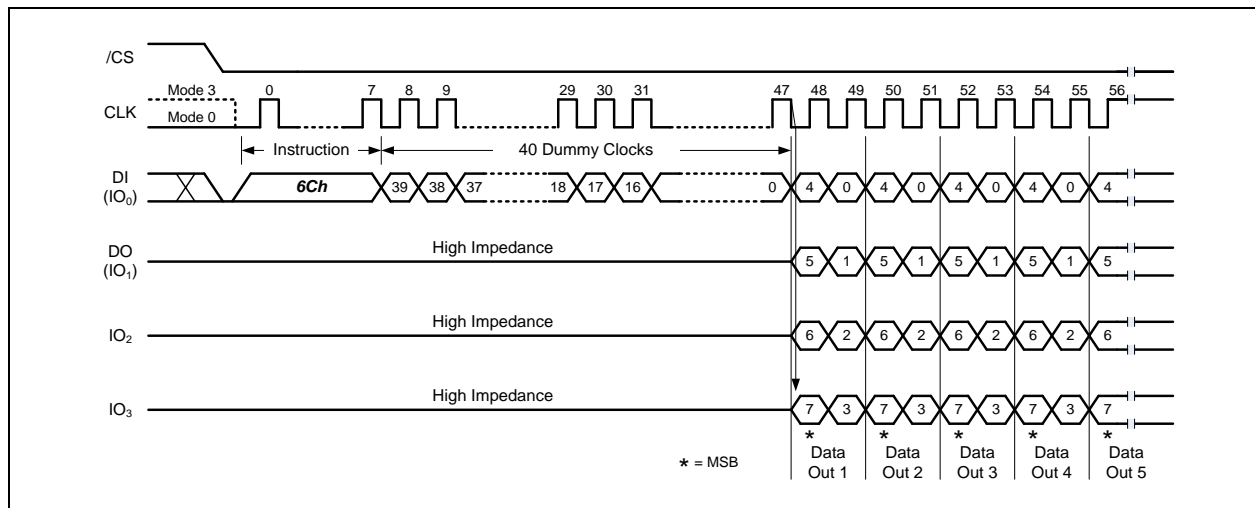 /CS
Mode 3 0 7 8 9 29 30 31 47 48 49 50 51 52 53 54 55 56
CLK
Mode 0
Instruction 40 Dummy Clocks
DI
(IO0)
6Ch 39 38 37 18 17 16 0 4 0 4 0 4 0 4 0 4
High Impedance
DO
(IO1)
5 1 5 1 5 1 5 1 5
High Impedance
IO2
6 2 6 2 6 2 6 2 6
High Impedance
IO3
7 3 7 3 7 3 7 3 7
* * * * *
* = MSB
Data Data Data Data Data
Out 1 Out 2 Out 3 Out 4 Out 5